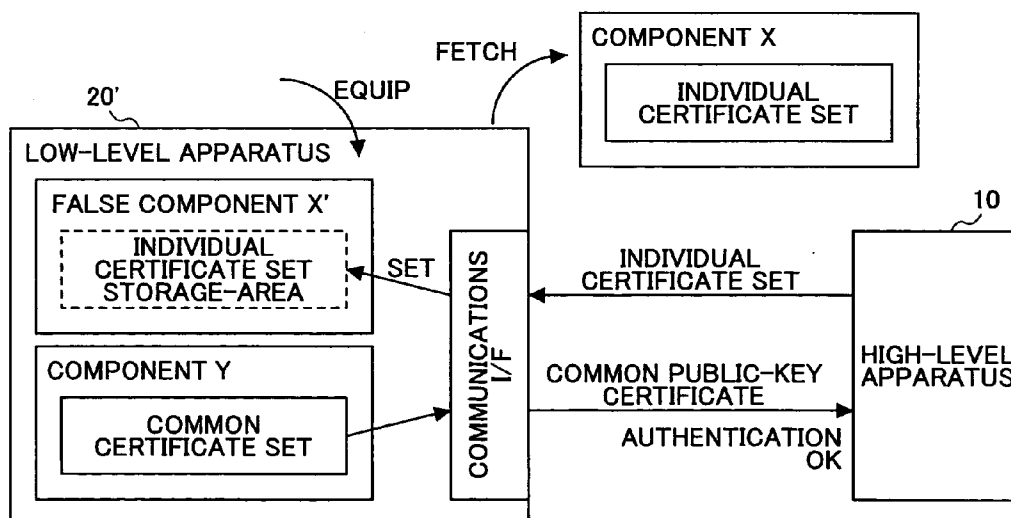 COMPONENT X
INDIVIDUAL
CERTIFICATE SET
FETCH
EQUIP
20'
LOW-LEVEL APPARATUS
FALSE COMPONENT X'
INDIVIDUAL
CERTIFICATE SET
STORAGE-AREA
SET
COMPONENT Y
COMMON
CERTIFICATE SET
COMMUNICATIONS
I/F
INDIVIDUAL
CERTIFICATE SET
COMMON PUBLIC-KEY
CERTIFICATE
AUTHENTICATION
OK
10
HIGH-LEVEL
APPARATUS